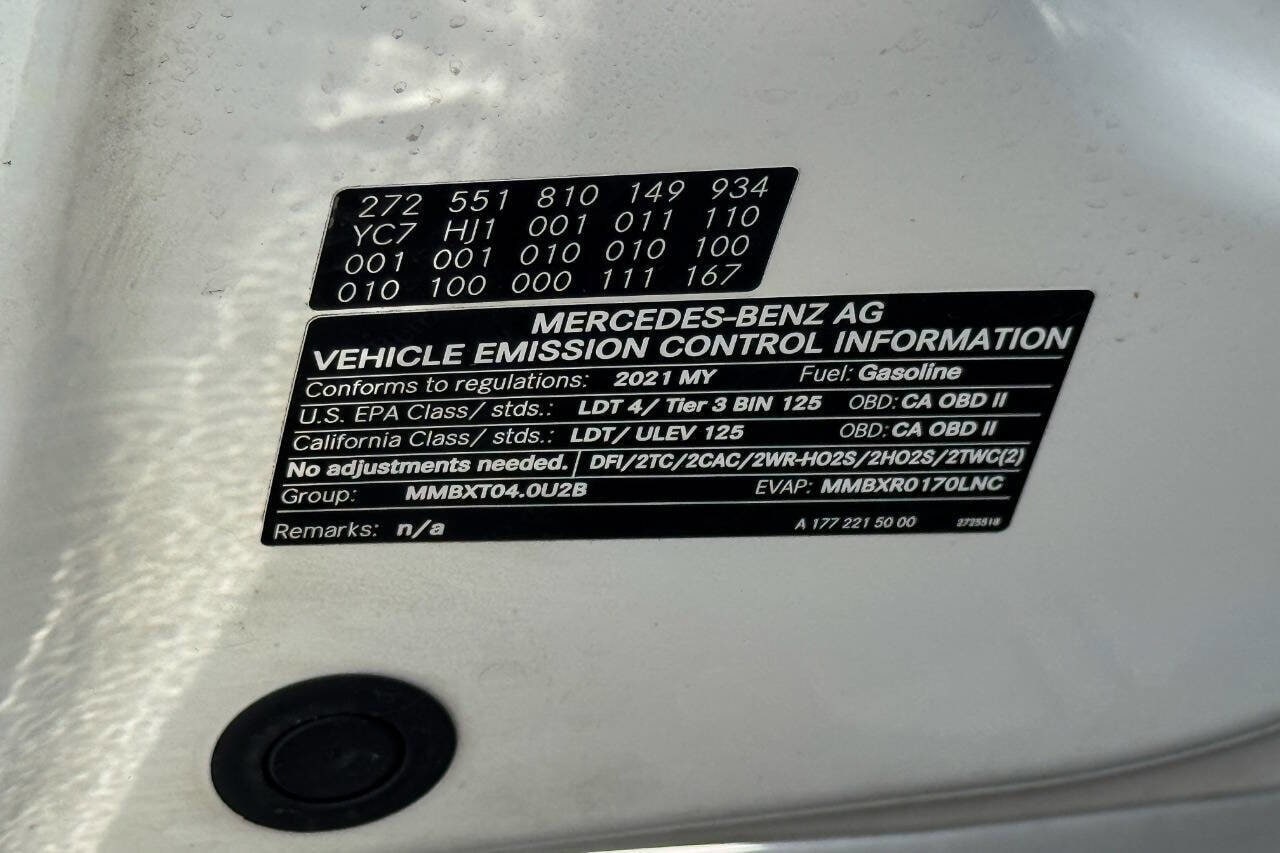 272 551 810 149 934
YC7 HJ1 001 011 110
001 001 010 010 100
010 100 000 111 167
MERCEDES-BENZ AG
VEHICLE EMISSION CONTROL INFORMATION
Conforms to regulations: 2021 MY Fuel: Gasoline
U.S. EPA Class/ stds.: LDT 4/ Tier 3 BIN 125 OBD: CA OBD II
California Class/ stds.: LDT/ ULEV 125 OBD: CA OBD II
No adjustments needed. DFI/2TC/2CAC/2WR-HO2S/2HO2S/2TWC(2)
Group: MMBXT04.0U2B EVAP: MMBXR0170LNC
Remarks: n/a A 177 221 50 00